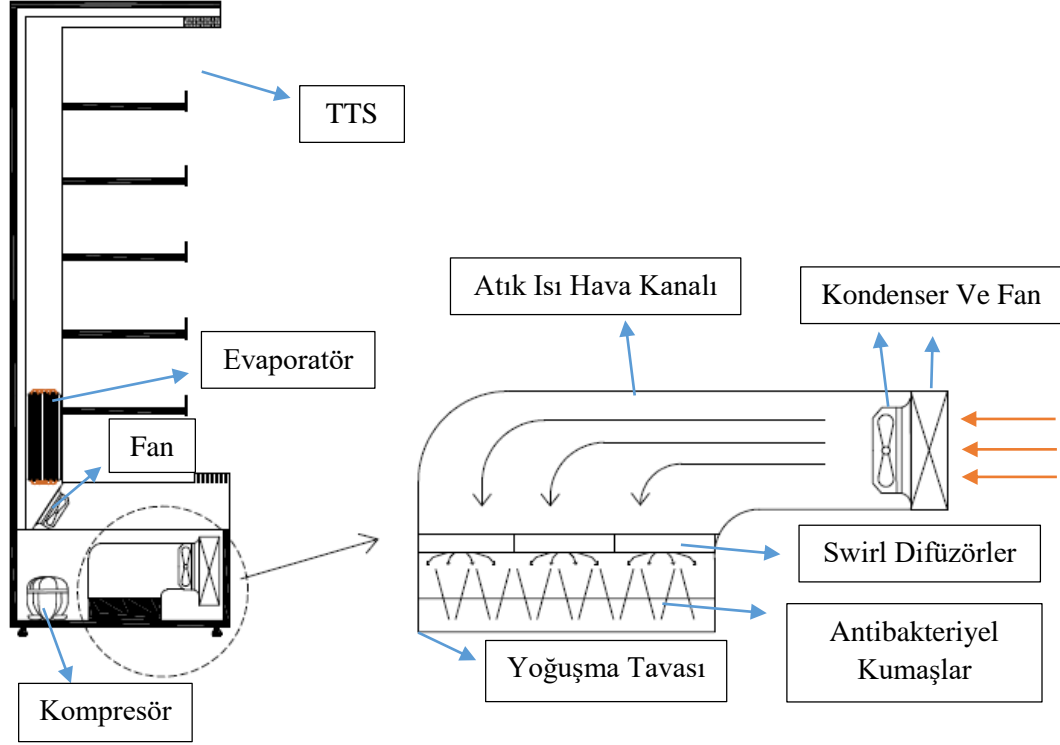 TTS
Atık Isı Hava Kanalı
Kondenser Ve Fan
Evaporatör
Fan
Swirl Difüzörler
Antibakteriyel
Kumaşlar
Yoğuşma Tavası
Kompresör